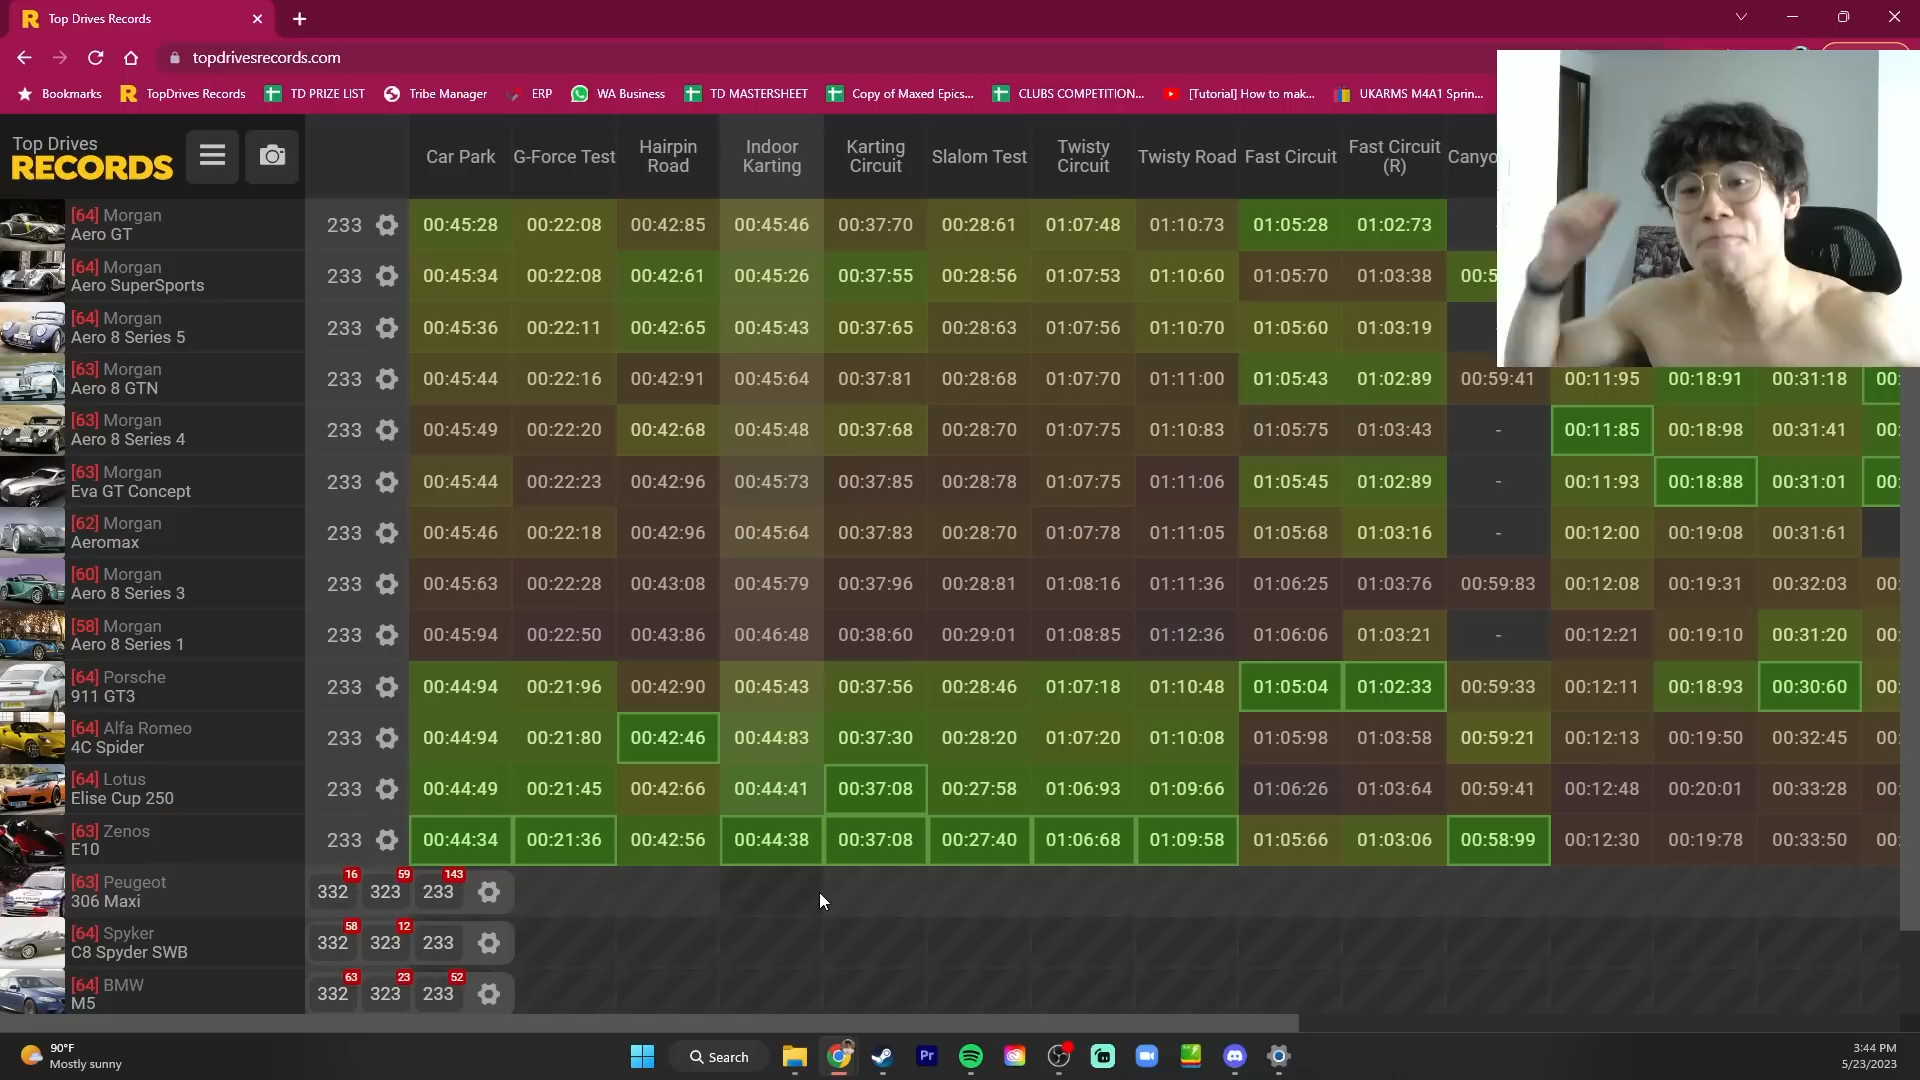 Top Drives Records
topdrivesrecords.com
Bookmarks TopDrives Records TD PRIZE LIST Tribe Manager ERP WA Business TD MASTERSHEET Copy of Maxed Epics... CLUBS COMPETITION... [Tutorial] How to mak... UKARMS M4A1 Sprin...
Top Drives
RECORDS
Car Park G-Force Test Hairpin Road Indoor Karting Karting Circuit Slalom Test Twisty Circuit Twisty Road Fast Circuit Fast Circuit (R) Canyo
[64] Morgan
Aero GT
233 00:45:28 00:22:08 00:42:85 00:45:46 00:37:70 00:28:61 01:07:48 01:10:73 01:05:28 01:02:73
[64] Morgan
Aero SuperSports
233 00:45:34 00:22:08 00:42:61 00:45:26 00:37:55 00:28:56 01:07:53 01:10:60 01:05:70 01:03:38 00:5
[64] Morgan
Aero 8 Series 5
233 00:45:36 00:22:11 00:42:65 00:45:43 00:37:65 00:28:63 01:07:56 01:10:70 01:05:60 01:03:19
[63] Morgan
Aero 8 GTN
233 00:45:44 00:22:16 00:42:91 00:45:64 00:37:81 00:28:68 01:07:70 01:11:00 01:05:43 01:02:89 00:59:41 00:11:95 00:18:91 00:31:18 00:
[63] Morgan
Aero 8 Series 4
233 00:45:49 00:22:20 00:42:68 00:45:48 00:37:68 00:28:70 01:07:75 01:10:83 01:05:75 01:03:43 - 00:11:85 00:18:98 00:31:41 00:
[63] Morgan
Eva GT Concept
233 00:45:44 00:22:23 00:42:96 00:45:73 00:37:85 00:28:78 01:07:75 01:11:06 01:05:45 01:02:89 - 00:11:93 00:18:88 00:31:01 00:
[62] Morgan
Aeromax
233 00:45:46 00:22:18 00:42:96 00:45:64 00:37:83 00:28:70 01:07:78 01:11:05 01:05:68 01:03:16 - 00:12:00 00:19:08 00:31:61
[60] Morgan
Aero 8 Series 3
233 00:45:63 00:22:28 00:43:08 00:45:79 00:37:96 00:28:81 01:08:16 01:11:36 01:06:25 01:03:76 00:59:83 00:12:08 00:19:31 00:32:03 00:
[58] Morgan
Aero 8 Series 1
233 00:45:94 00:22:50 00:43:86 00:46:48 00:38:60 00:29:01 01:08:85 01:12:36 01:06:06 01:03:21 - 00:12:21 00:19:10 00:31:20 00:
[64] Porsche
911 GT3
233 00:44:94 00:21:96 00:42:90 00:45:43 00:37:56 00:28:46 01:07:18 01:10:48 01:05:04 01:02:33 00:59:33 00:12:11 00:18:93 00:30:60 00:
[64] Alfa Romeo
4C Spider
233 00:44:94 00:21:80 00:42:46 00:44:83 00:37:30 00:28:20 01:07:20 01:10:08 01:05:98 01:03:58 00:59:21 00:12:13 00:19:50 00:32:45 00:
[64] Lotus
Elise Cup 250
233 00:44:49 00:21:45 00:42:66 00:44:41 00:37:08 00:27:58 01:06:93 01:09:66 01:06:26 01:03:64 00:59:41 00:12:48 00:20:01 00:33:28 00:
[63] Zenos
E10
233 00:44:34 00:21:36 00:42:56 00:44:38 00:37:08 00:27:40 01:06:68 01:09:58 01:05:66 01:03:06 00:58:99 00:12:30 00:19:78 00:33:50 00:
[63] Peugeot
306 Maxi
332 16 323 59 233 143
[64] Spyker
C8 Spyder SWB
332 58 323 12 233
[64] BMW
M5
332 63 323 23 233 52
90°F
Mostly sunny
Search
3:44 PM
5/23/2023